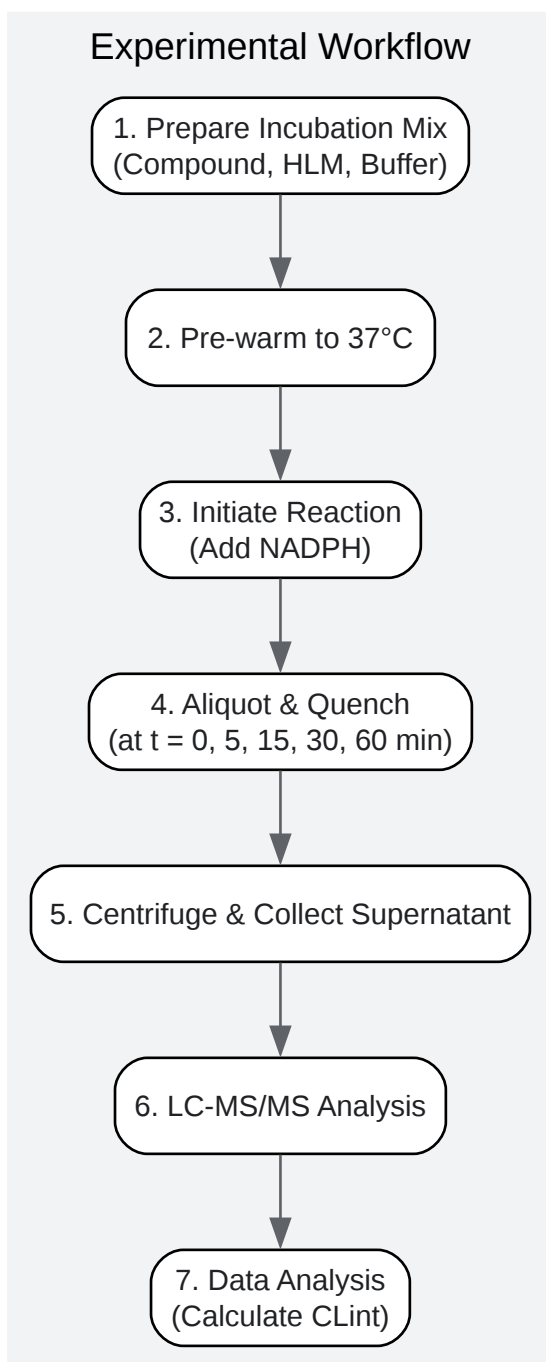 Experimental Workflow
1. Prepare Incubation Mix
(Compound, HLM, Buffer)
2. Pre-warm to 37°C
3. Initiate Reaction
(Add NADPH)
4. Aliquot & Quench
(at t = 0, 5, 15, 30, 60 min)
5. Centrifuge & Collect Supernatant
6. LC-MS/MS Analysis
7. Data Analysis
(Calculate CLint)